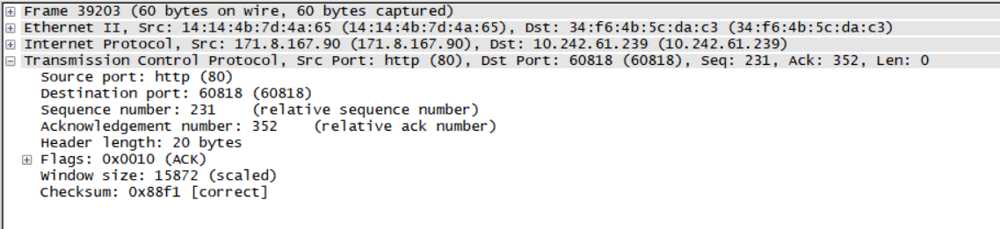 Frame 39203 (60 bytes on wire, 60 bytes captured)
Ethernet II, Src: 14:14:4b:7d:4a:65 (14:14:4b:7d:4a:65), Dst: 34:f6:4b:5c:da:c3 (34:f6:4b:5c:da:c3)
Internet Protocol, Src: 171.8.167.90 (171.8.167.90), Dst: 10.242.61.239 (10.242.61.239)
Transmission Control Protocol, Src Port: http (80), Dst Port: 60818 (60818), Seq: 231, Ack: 352, Len: 0
Source port: http (80)
Destination port: 60818 (60818)
Sequence number: 231    (relative sequence number)
Acknowledgement number: 352    (relative ack number)
Header length: 20 bytes
Flags: 0x0010 (ACK)
Window size: 15872 (scaled)
Checksum: 0x88f1 [correct]